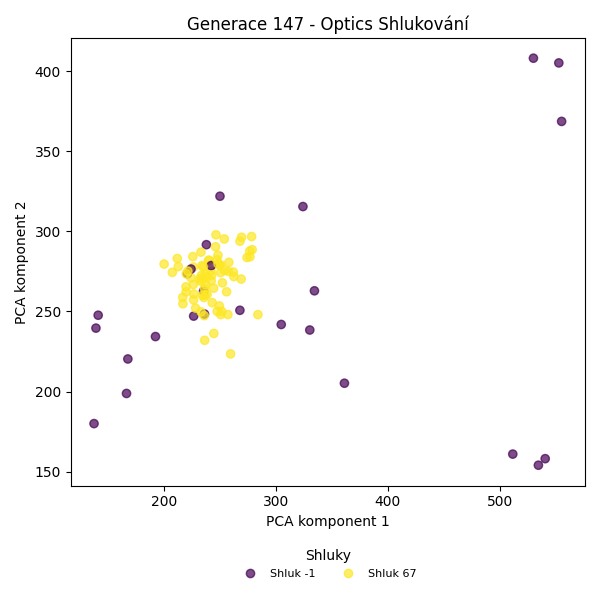 Generace 147 - Optics Shlukování
400
350
300
250
200
150
PCA komponent 2
200 300 400 500
PCA komponent 1
Shluky
Shluk -1 Shluk 67